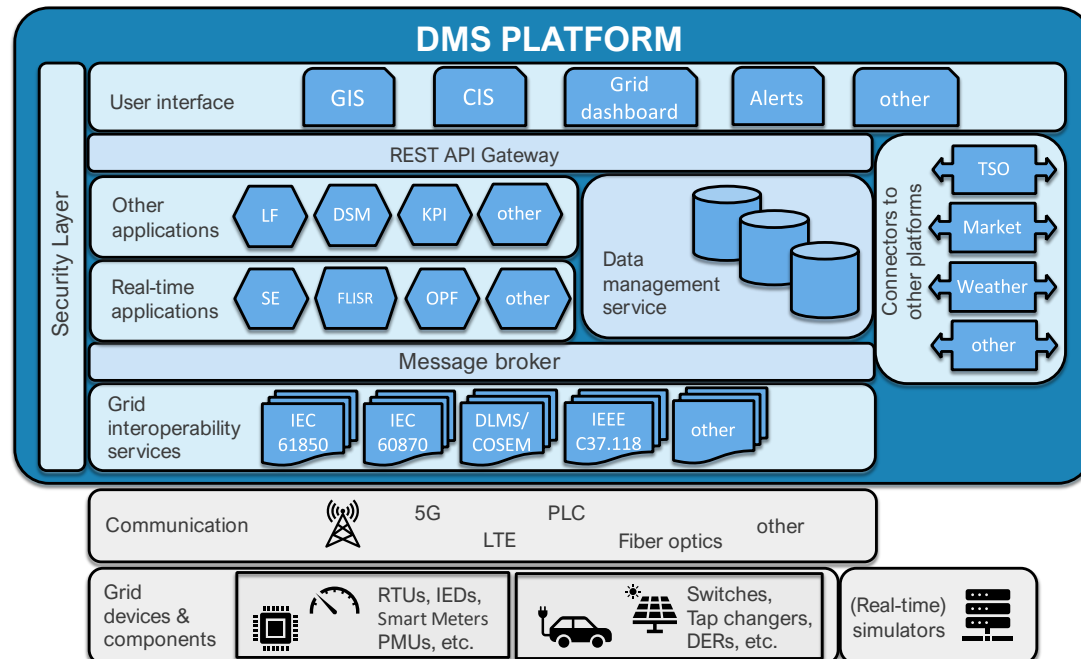 DMS PLATFORM
Security Layer
User interface
GIS
CIS
Grid
dashboard
Alerts
other
REST API Gateway
Other
applications
LF
DSM
KPI
other
Real-time
applications
SE
FLISR
OPF
other
Data
management
service
Connectors to
other platforms
TSO
Market
Weather
other
Message broker
Grid
interoperability
services
IEC
61850
IEC
60870
DLMS/
COSEM
IEEE
C37.118
other
Communication
5G
LTE
PLC
Fiber optics
other
Grid
devices &
components
RTUs, IEDs,
Smart Meters
PMUs, etc.
Switches,
Tap changers,
DERs, etc.
(Real-time)
simulators